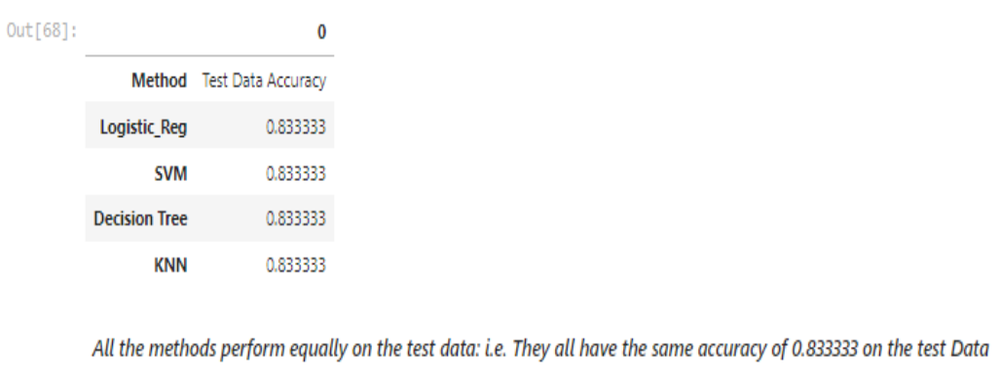 Out[68]: 0
Method Test Data Accuracy
Logistic_Reg 0.833333
SVM 0.833333
Decision Tree 0.833333
KNN 0.833333
All the methods perform equally on the test data: i.e. They all have the same accuracy of 0.833333 on the test Data